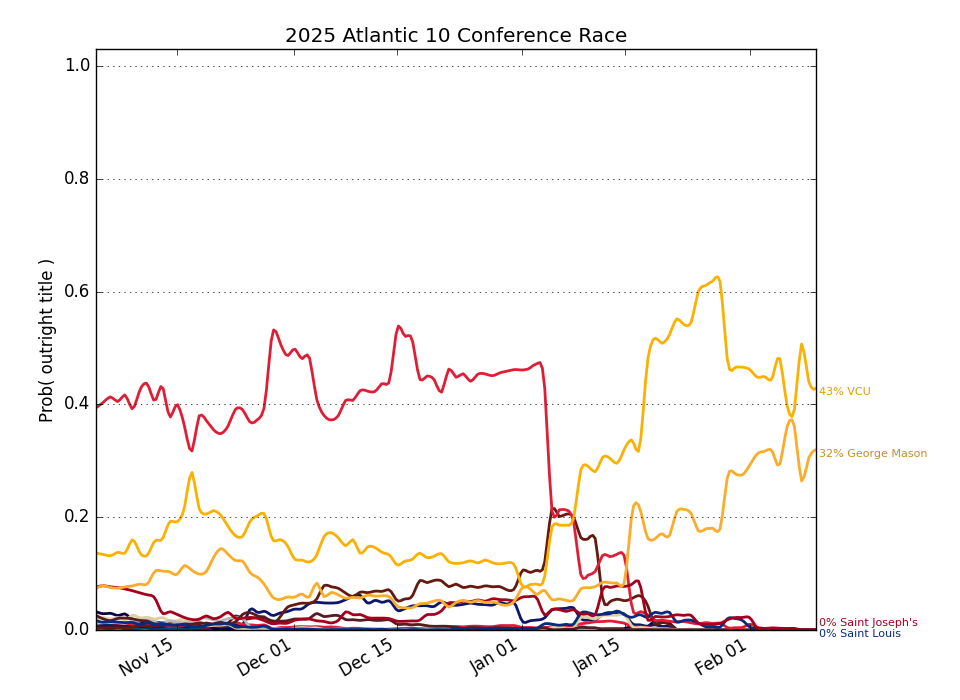 2025 Atlantic 10 Conference Race
Prob( outright title )
1.0
0.8
0.6
0.4
0.2
0.0
43% VCU
32% George Mason
0% Saint Joseph's
0% Saint Louis
Nov 15
Dec 01
Dec 15
Jan 01
Jan 15
Feb 01